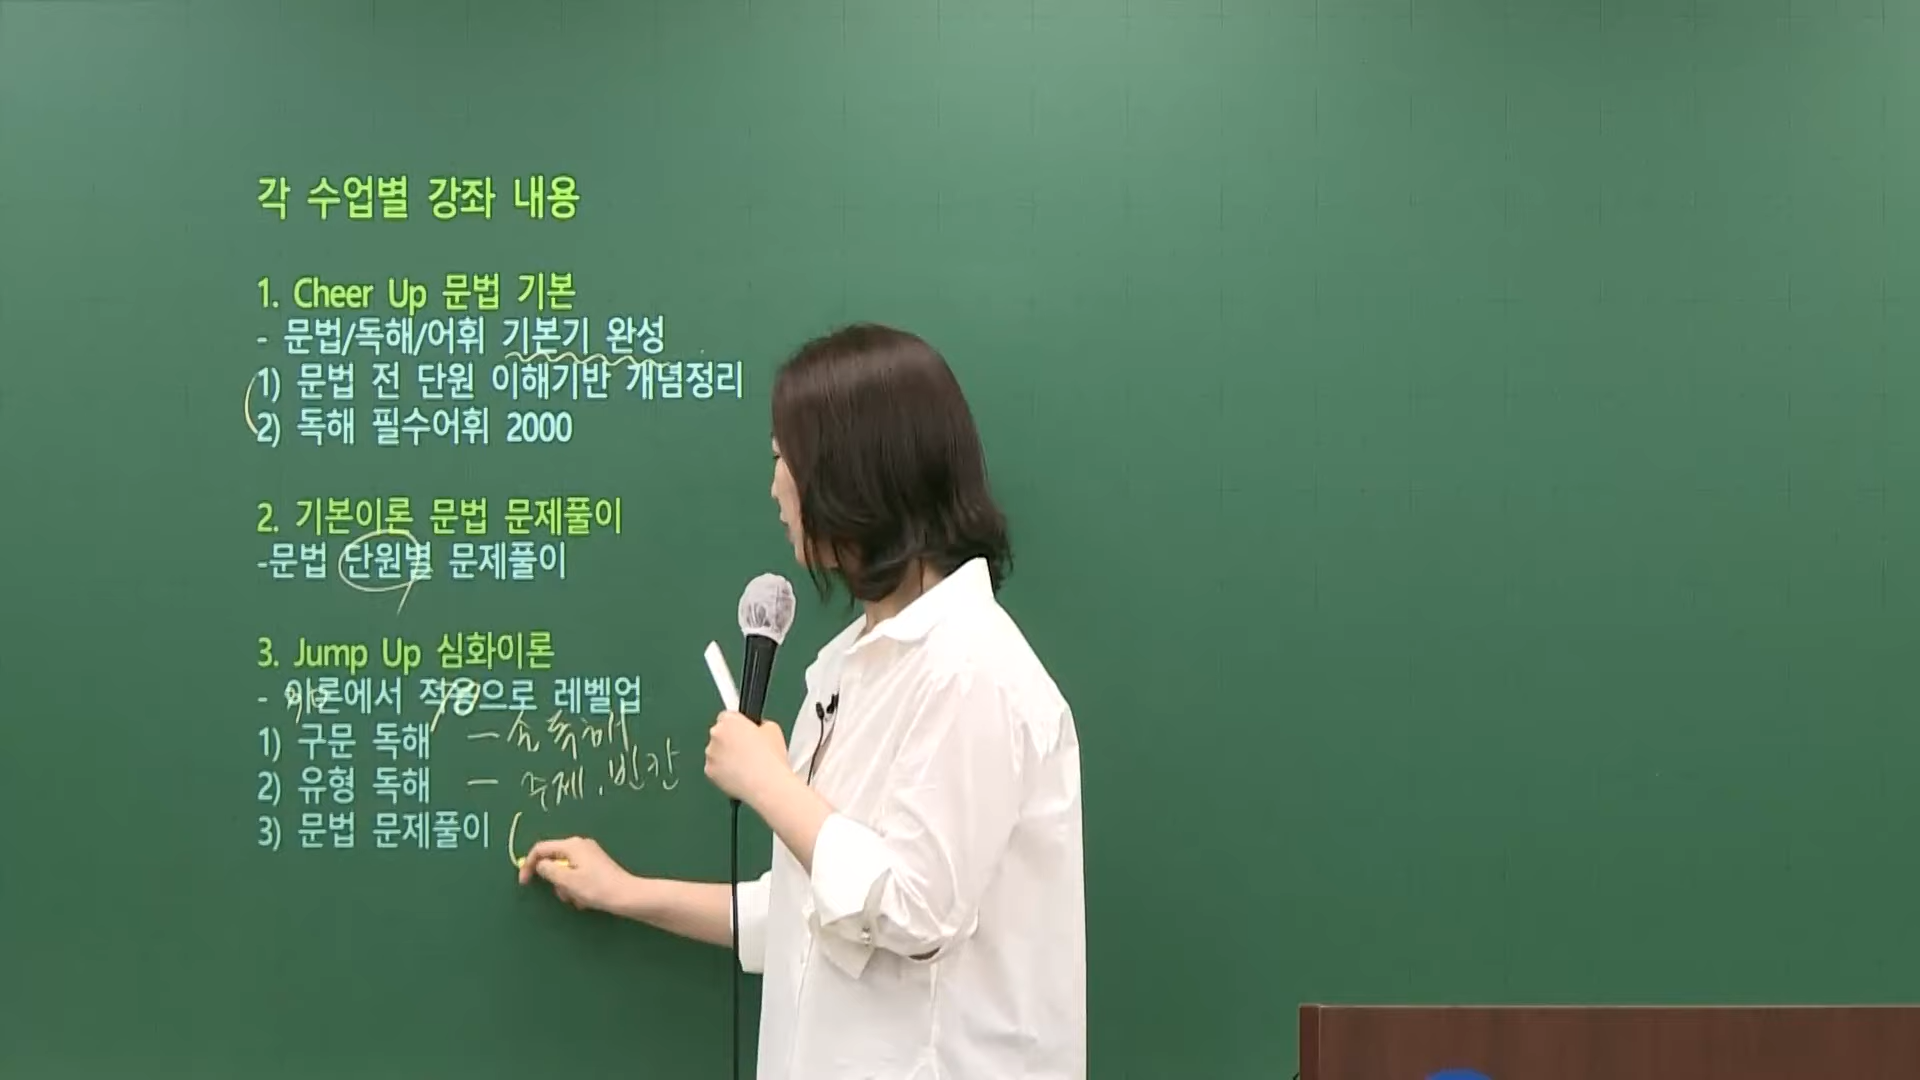 각 수업별 강좌 내용
1. Cheer Up 문법 기본
- 문법/독해/어휘 기본기 완성
1) 문법 전 단원 이해기반 개념정리
2) 독해 필수어휘 2000
2. 기본이론 문법 문제풀이
-문법 단원별 문제풀이
3. Jump Up 심화이론
- 이론에서 적용으로 레벨업
1) 구문 독해 –
2) 유형 독해 – 주제, 빈칸
3) 문법 문제풀이 (